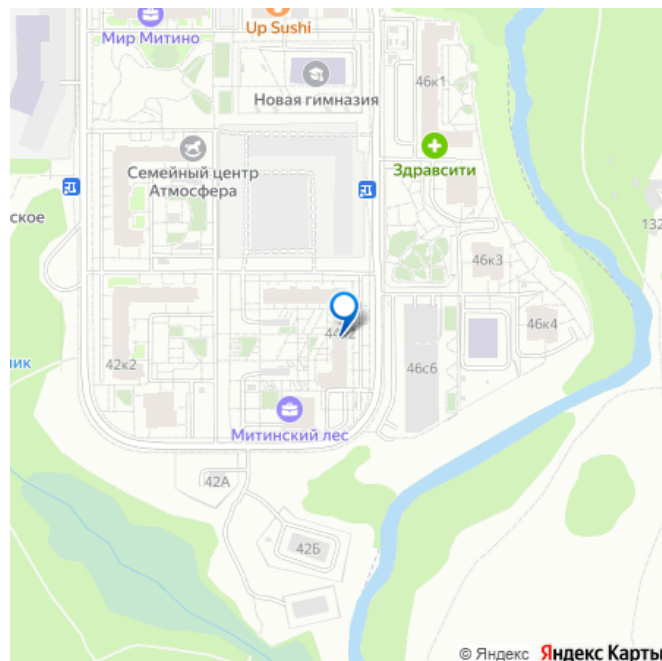 Мир Митино
Up Sushi
46к1
Новая гимназия
Здравсити
Семейный центр
Атмосфера
ское
132
46к3
46к4
42к2
46с6
ик
Митинский лес
42А
42Б
© Яндекс Яндекс Карты